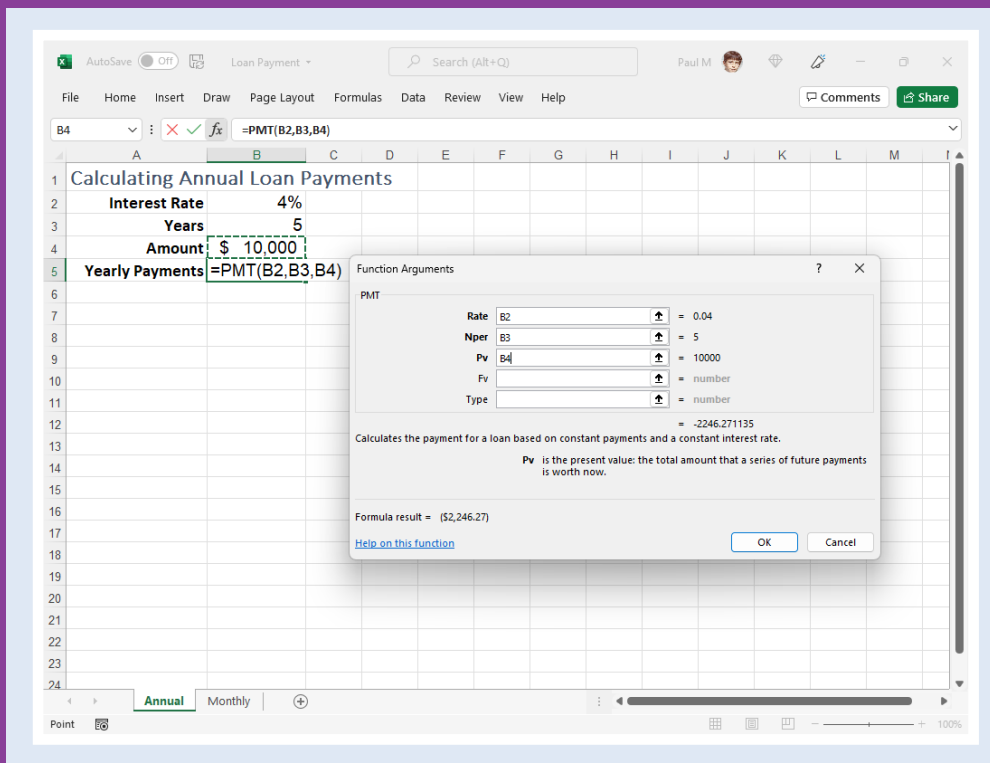 AutoSave Off Loan Payment Search (Alt+Q) Paul M
File Home Insert Draw Page Layout Formulas Data Review View Help Comments Share
B4 fx =PMT(B2,B3,B4)
A B C D E F G H I J K L M
1 Calculating Annual Loan Payments
2 Interest Rate 4%
3 Years 5
4 Amount $ 10,000
5 Yearly Payments =PMT(B2,B3,B4)
6
7
8
9
10
11
12
13
14
15
16
17
18
19
20
21
22
23
24
Function Arguments ?
PMT
Rate B2 = 0.04
Nper B3 = 5
Pv B4 = 10000
Fv = number
Type = number
= -2246.271135
Calculates the payment for a loan based on constant payments and a constant interest rate.
Pv is the present value: the total amount that a series of future payments
is worth now.
Formula result = ($2,246.27)
Help on this function OK Cancel
Annual Monthly
Point 100%